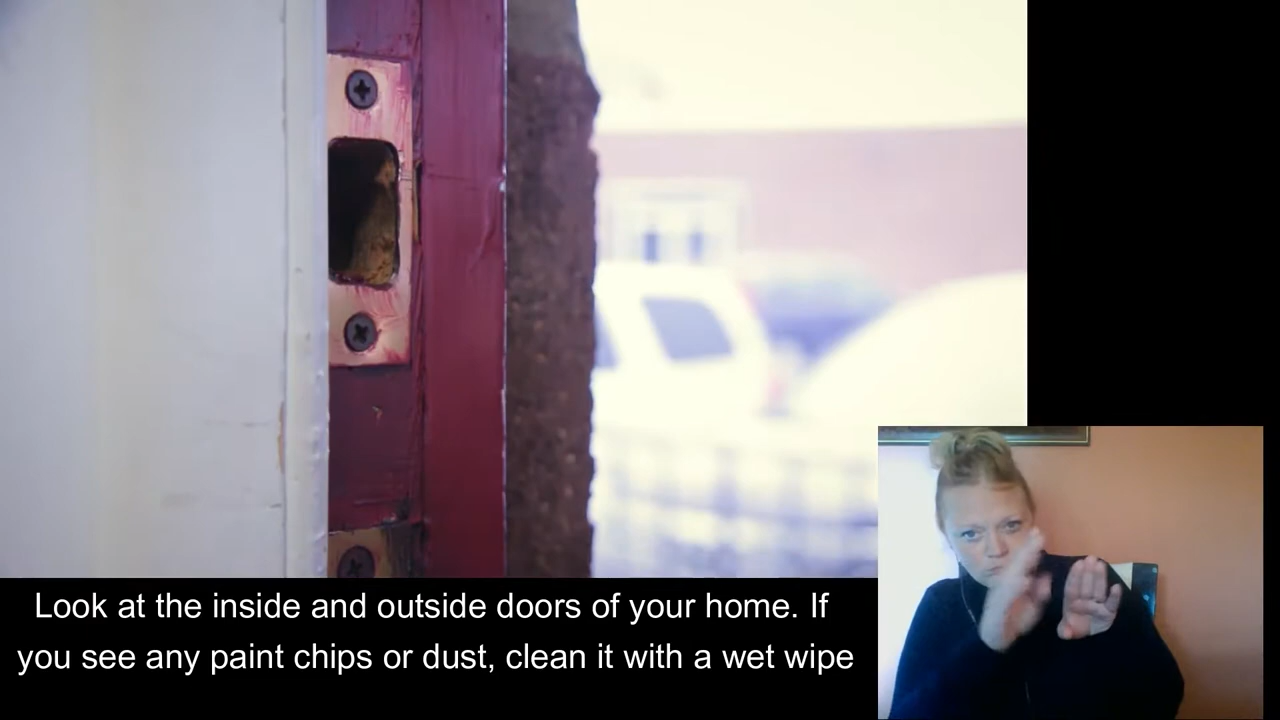 Look at the inside and outside doors of your home. If
you see any paint chips or dust, clean it with a wet wipe